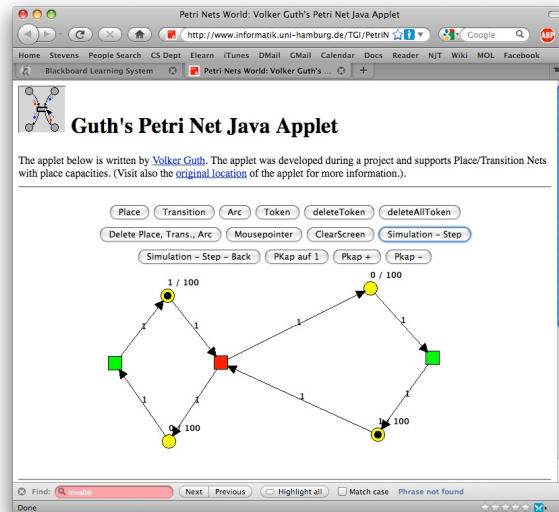 Petri Nets World: Volker Guth's Petri Net Java Applet
http://www.informatik.uni-hamburg.de/TGI/PetriN
Google
ABP
Home Stevens People Search CS Dept Elearn iTunes DMail GMail Calendar Docs Reader NJT Wiki MOL Facebook
Blackboard Learning System
Petri Nets World: Volker Guth's ...
Guth's Petri Net Java Applet
The applet below is written by Volker Guth. The applet was developed during a project and supports Place/Transition Nets
with place capacities. (Visit also the original location of the applet for more information.).
Place Transition Arc Token deleteToken deleteAllToken
Delete Place, Trans., Arc Mousepointer ClearScreen Simulation - Step
Simulation - Step - Back PKap auf 1 Pkap + Pkap -
1 / 100
0 / 100
1 1 1 1
1 1 1 1
0 / 100
1 / 100
Find: invalid Next Previous Highlight all Match case Phrase not found
Done